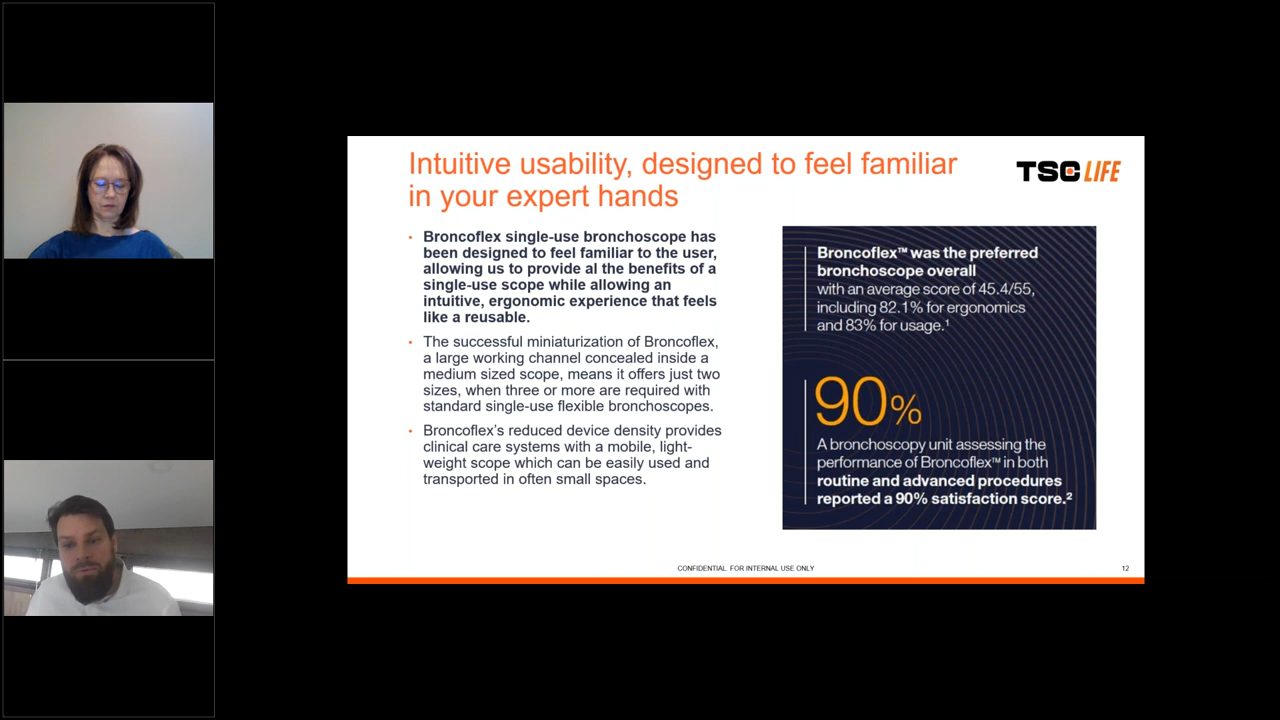 Intuitive usability, designed to feel familiar
in your expert hands
TSC LIFE
• Broncoflex single-use bronchoscope has
been designed to feel familiar to the user,
allowing us to provide al the benefits of a
single-use scope while allowing an
intuitive, ergonomic experience that feels
like a reusable.
• The successful miniaturization of Broncoflex,
a large working channel concealed inside a
medium sized scope, means it offers just two
sizes, when three or more are required with
standard single-use flexible bronchoscopes.
• Broncoflex’s reduced device density provides
clinical care systems with a mobile, light-
weight scope which can be easily used and
transported in often small spaces.
Broncoflex™ was the preferred
bronchoscope overall
with an average score of 45.4/55,
including 82.1% for ergonomics
and 83% for usage.¹
90%
A bronchoscopy unit assessing the
performance of Broncoflex™ in both
routine and advanced procedures
reported a 90% satisfaction score.²
CONFIDENTIAL FOR INTERNAL USE ONLY
12